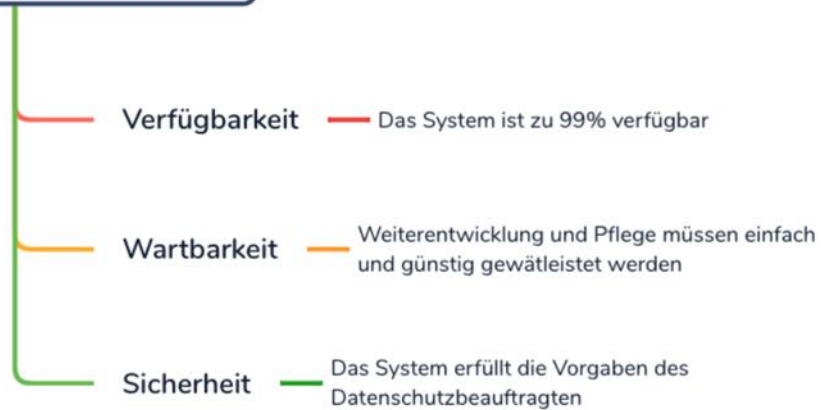 Verfügbarkeit
Das System ist zu 99% verfügbar
Wartbarkeit
Weiterentwicklung und Pflege müssen einfach
und günstig gewätleistet werden
Sicherheit
Das System erfüllt die Vorgaben des
Datenschutzbeauftragten